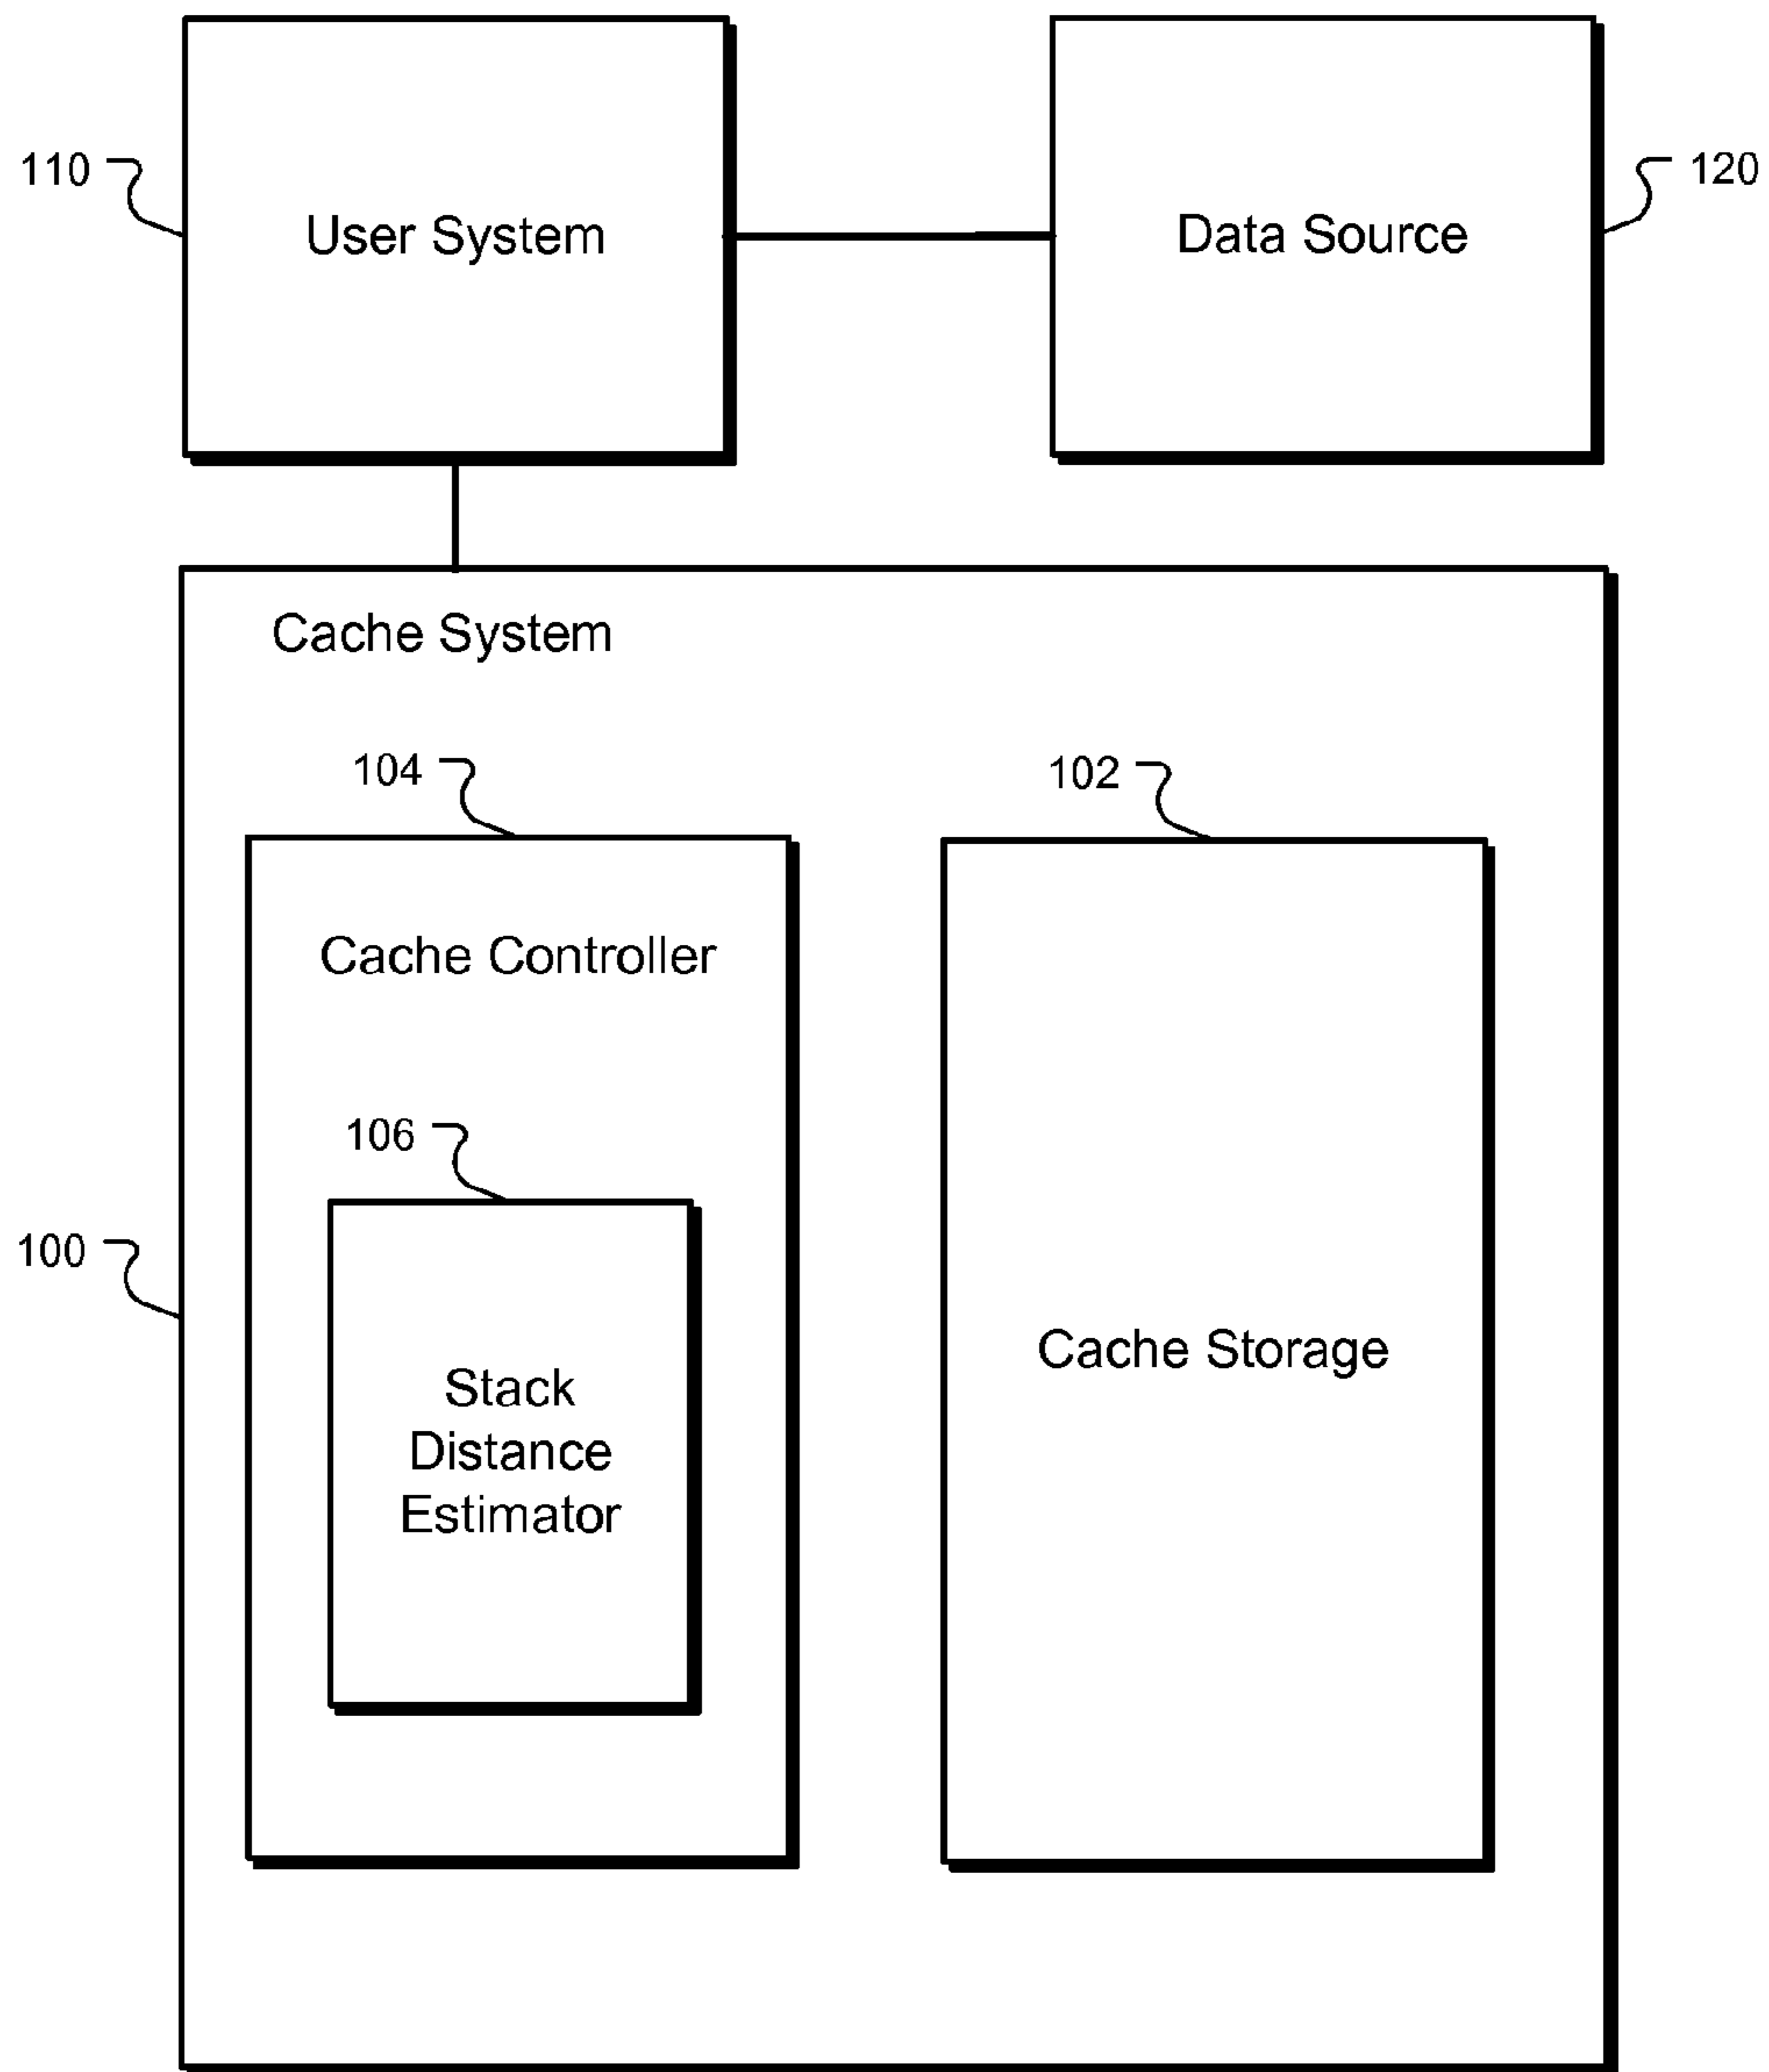 110
User System
Data Source
120
Cache System
104
102
Cache Controller
106
100
Stack
Distance
Estimator
Cache Storage